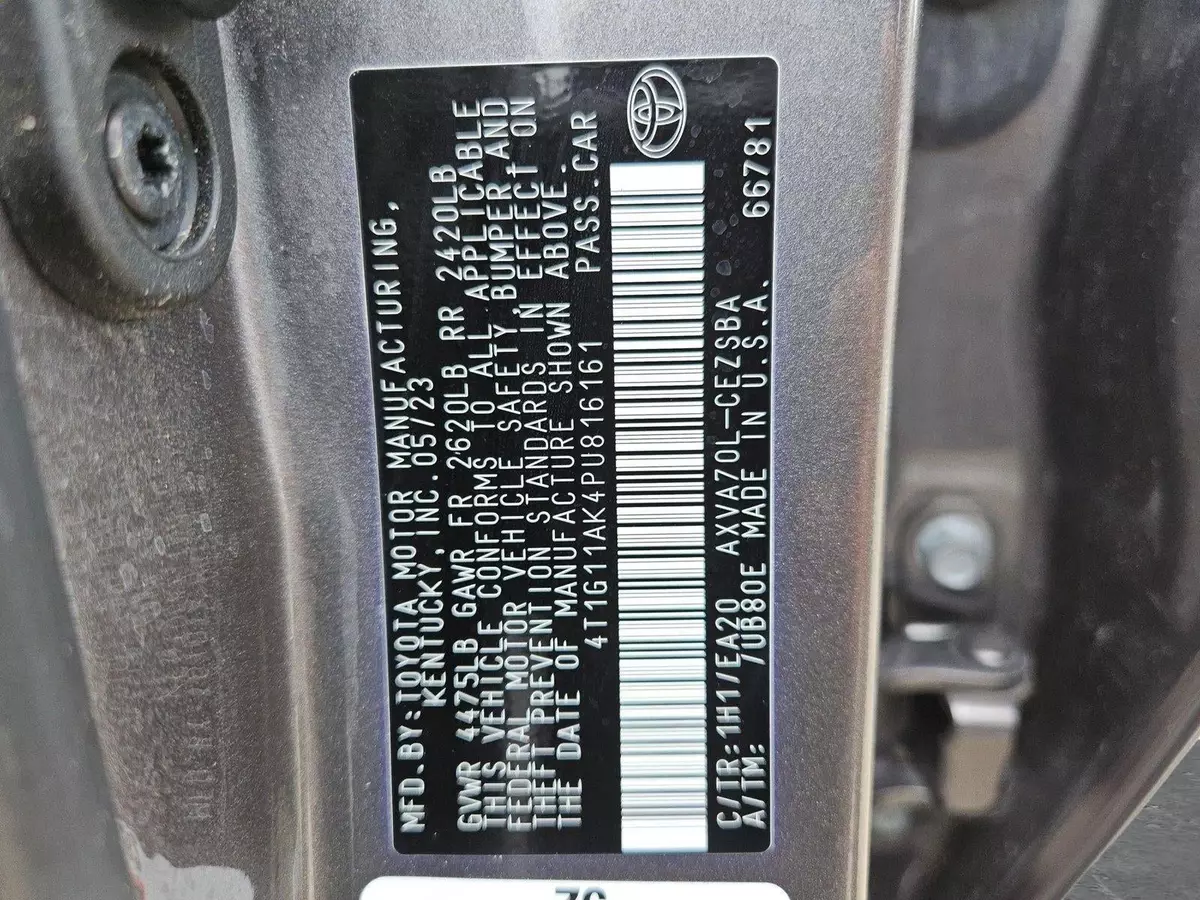 MFD.BY:TOYOTA MOTOR MANUFACTURING,
KENTUCKY,INC.05/23
GVWR 4475LB GAWR FR 2620LB RR 2420LB
THIS VEHICLE CONFORMS TO ALL APPLICABLE
FEDERAL MOTOR VEHICLE SAFETY,BUMPER,AND
THEFT PREVENTION STANDARDS IN EFFECT ON
THE DATE OF MANUFACTURE SHOWN ABOVE.
4T1G11AK4PU816161 PASS.CAR
C/TR:1H1/EA20 AXVA70L-CEZSBA
A/TM: /UB80E MADE IN U.S.A. 66781